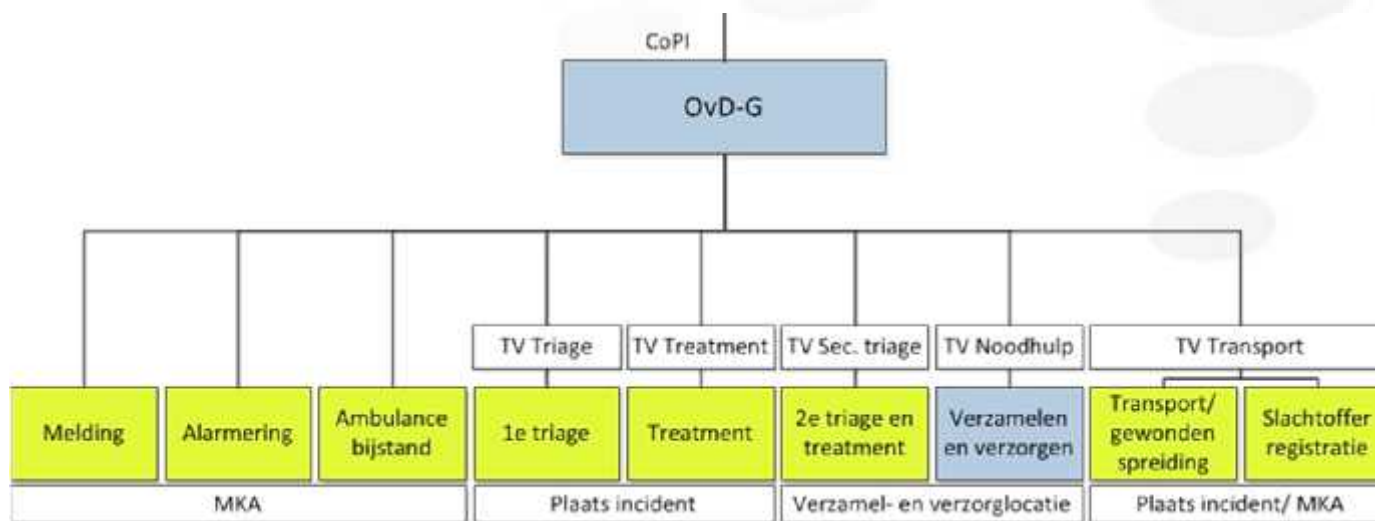 CoPI
OvD-G
TV Triage
TV Treatment
TV Sec. triage
TV Noodhulp
TV Transport
Melding
Alarmering
Ambulance
bijstand
1e triage
Treatment
2e triage en
treatment
Verzamelen
en verzorgen
Transport/
gewonden
spreiding
Slachtoffer
registratie
MKA
Plaats incident
Verzamel- en verzorglocatie
Plaats incident/ MKA